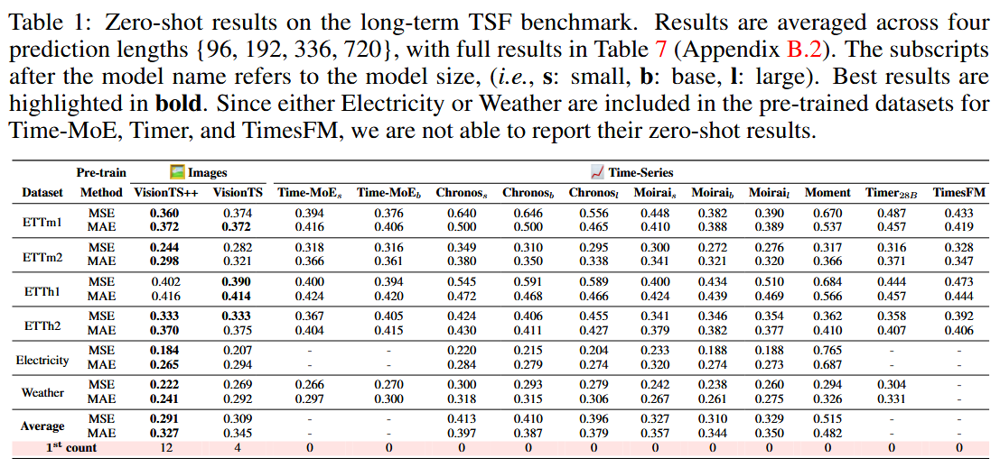 Table 1: Zero-shot results on the long-term TSF benchmark. Results are averaged across four
prediction lengths {96, 192, 336, 720}, with full results in Table 7 (Appendix B.2). The subscripts
after the model name refers to the model size, (i.e., s: small, b: base, l: large). Best results are
highlighted in bold. Since either Electricity or Weather are included in the pre-trained datasets for
Time-MoE, Timer, and TimesFM, we are not able to report their zero-shot results.
Pre-train Images Time-Series
Dataset Method VisionTS++ VisionTS Time-MoEs Time-MoEb Chronoss Chronosb Chronosl Moirais Moiraib Moirail Moment Timer28B TimesFM
ETTm1
MSE 0.360 0.374 0.394 0.376 0.640 0.646 0.556 0.448 0.382 0.390 0.670 0.487 0.433
MAE 0.372 0.372 0.416 0.406 0.500 0.500 0.465 0.410 0.388 0.389 0.537 0.457 0.419
ETTm2
MSE 0.244 0.282 0.318 0.316 0.349 0.310 0.295 0.300 0.272 0.276 0.317 0.316 0.328
MAE 0.298 0.321 0.366 0.361 0.380 0.350 0.338 0.341 0.321 0.320 0.366 0.371 0.347
ETTh1
MSE 0.402 0.390 0.400 0.394 0.545 0.591 0.589 0.400 0.434 0.510 0.684 0.444 0.473
MAE 0.416 0.414 0.424 0.420 0.472 0.468 0.466 0.424 0.439 0.469 0.566 0.457 0.444
ETTh2
MSE 0.333 0.333 0.367 0.405 0.424 0.406 0.455 0.341 0.346 0.354 0.362 0.358 0.392
MAE 0.370 0.375 0.404 0.415 0.430 0.411 0.427 0.379 0.382 0.377 0.410 0.407 0.406
Electricity
MSE 0.184 0.207 - - 0.220 0.215 0.204 0.233 0.188 0.188 0.765 - -
MAE 0.265 0.294 - - 0.284 0.279 0.274 0.320 0.274 0.273 0.687 - -
Weather
MSE 0.222 0.269 0.266 0.270 0.300 0.293 0.279 0.242 0.238 0.260 0.294 0.304 -
MAE 0.241 0.292 0.297 0.300 0.318 0.315 0.306 0.267 0.261 0.275 0.326 0.331 -
Average
MSE 0.291 0.309 - - 0.413 0.410 0.396 0.327 0.310 0.329 0.515 - -
MAE 0.327 0.345 - - 0.397 0.387 0.379 0.357 0.344 0.350 0.482 - -
1st count 12 4 0 0 0 0 0 0 0 0 0 0 0